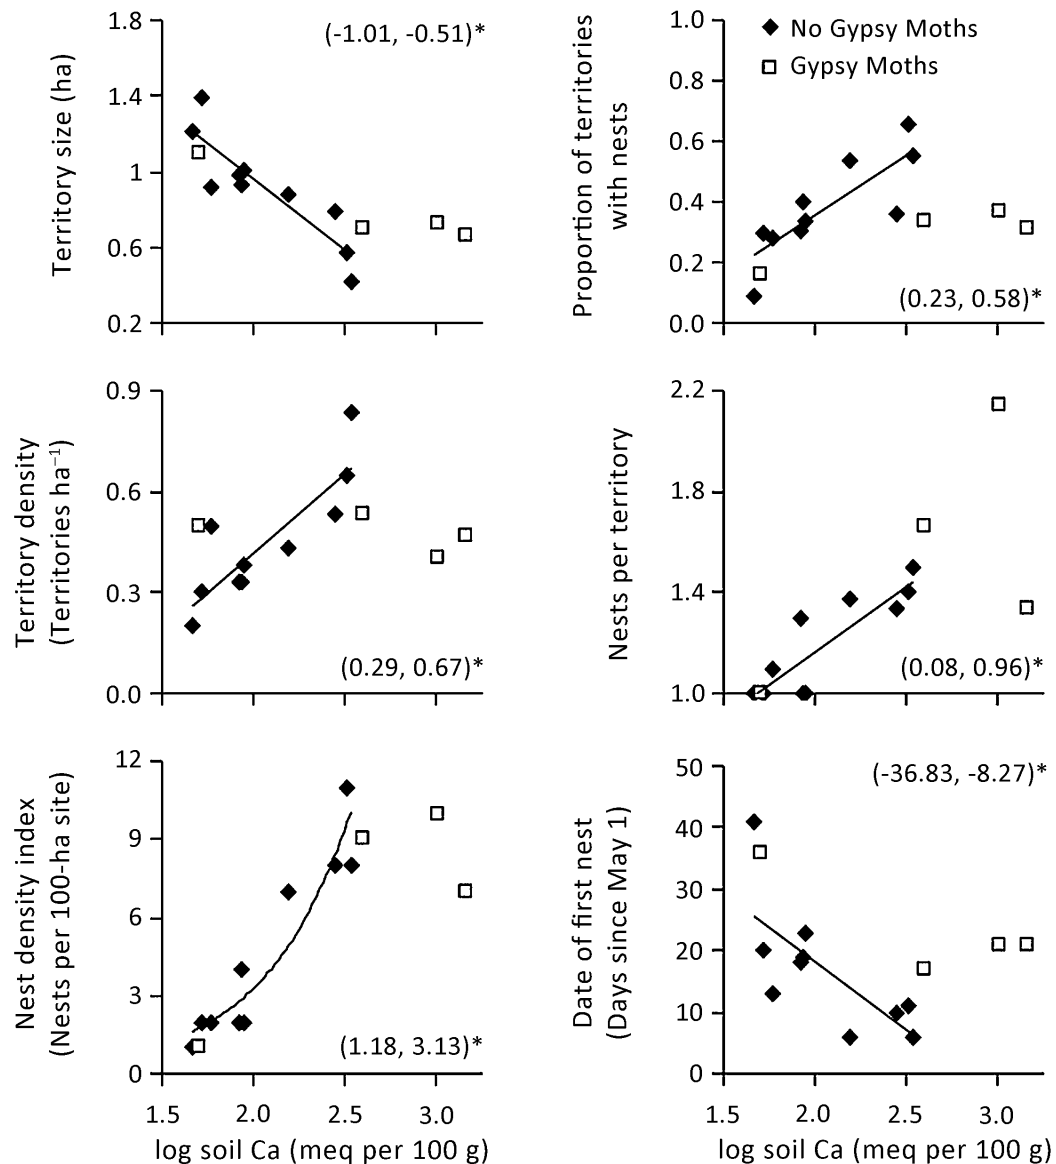 Territory size (ha)
1.8
1.4
1
0.6
0.2
(-1.01, -0.51)*
Proportion of territories
with nests
1.0
0.8
0.6
0.4
0.2
0.0
No Gypsy Moths
Gypsy Moths
(0.23, 0.58)*
Territory density
(Territories ha⁻¹)
0.9
0.6
0.3
0.0
(0.29, 0.67)*
Nests per territory
2.2
1.8
1.4
1.0
(0.08, 0.96)*
Nest density index
(Nests per 100-ha site)
12
9
6
3
0
(1.18, 3.13)*
1.5 2.0 2.5 3.0
log soil Ca (meq per 100 g)
Date of first nest
(Days since May 1)
50
40
30
20
10
0
(-36.83, -8.27)*
1.5 2.0 2.5 3.0
log soil Ca (meq per 100 g)